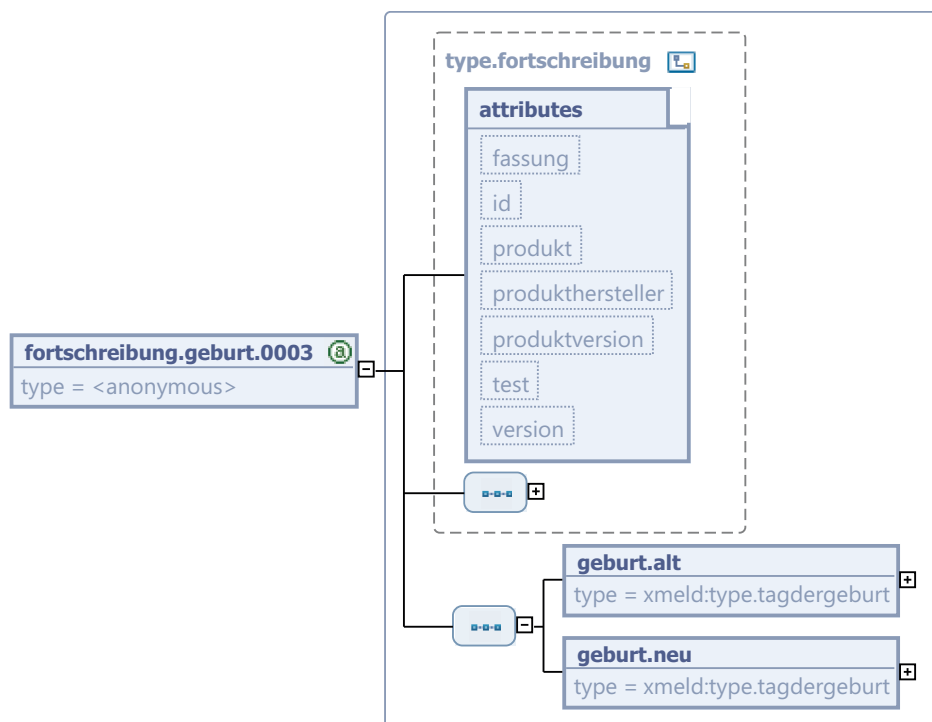 type.fortschreibung
attributes
fassung
id
produkt
produkthersteller
produktversion
test
version
fortschreibung.geburt.0003
type = <anonymous>
geburt.alt
type = xmeld:type.tagdergeburt
geburt.neu
type = xmeld:type.tagdergeburt